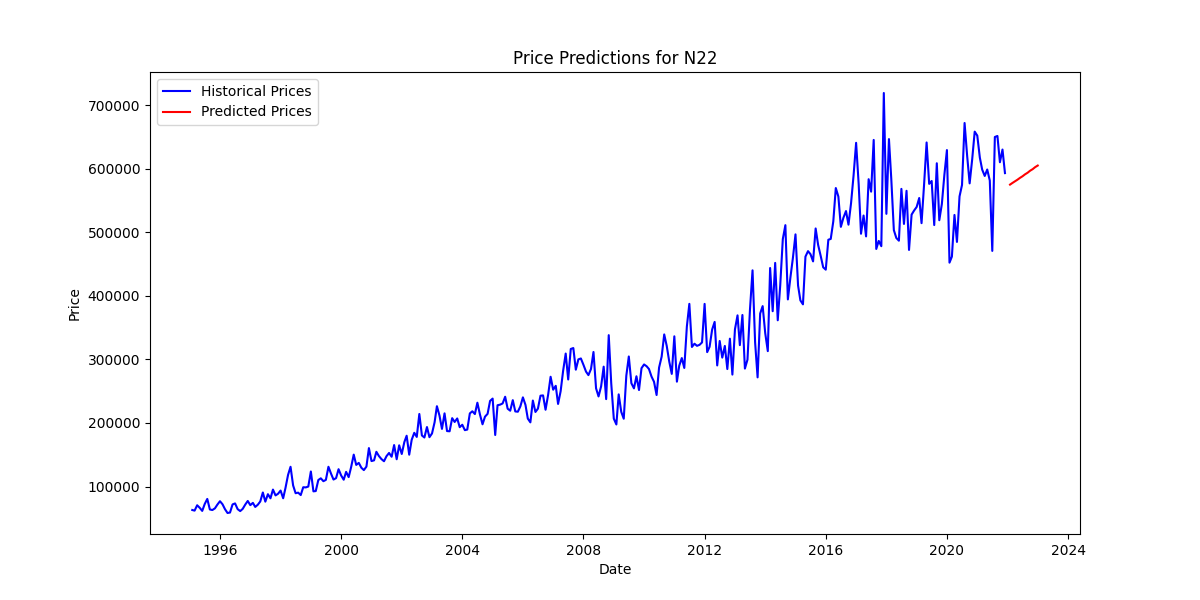 Price Predictions for N22
Historical Prices
Predicted Prices
700000
600000
500000
400000
300000
200000
100000
Price
1996 2000 2004 2008 2012 2016 2020 2024
Date